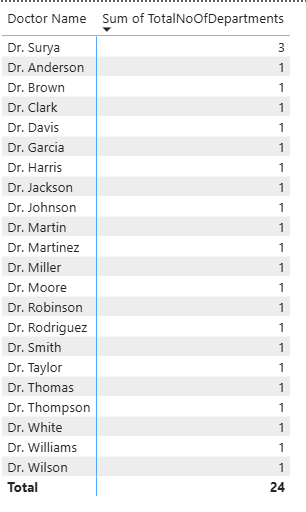 Doctor Name Sum of TotalNoOfDepartments
Dr. Surya 3
Dr. Anderson 1
Dr. Brown 1
Dr. Clark 1
Dr. Davis 1
Dr. Garcia 1
Dr. Harris 1
Dr. Jackson 1
Dr. Johnson 1
Dr. Martin 1
Dr. Martinez 1
Dr. Miller 1
Dr. Moore 1
Dr. Robinson 1
Dr. Rodriguez 1
Dr. Smith 1
Dr. Taylor 1
Dr. Thomas 1
Dr. Thompson 1
Dr. White 1
Dr. Williams 1
Dr. Wilson 1
Total 24